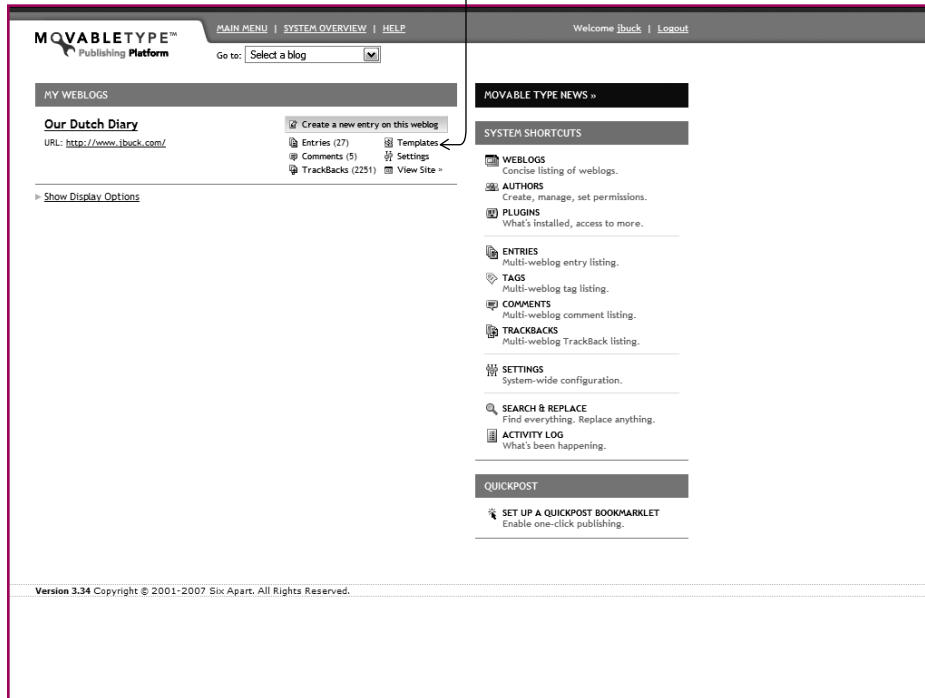 MOVABLETYPE™
Publishing Platform
MAIN MENU | SYSTEM OVERVIEW | HELP
Welcome jbuck | Logout
Go to: Select a blog
MY WEBLOGS
Our Dutch Diary
URL: http://www.jbuck.com/
Create a new entry on this weblog
Entries (27) Templates
Comments (5) Settings
TrackBacks (2251) View Site »
Show Display Options
MOVABLE TYPE NEWS »
SYSTEM SHORTCUTS
WEBLOGS
Concise listing of weblogs.
AUTHORS
Create, manage, set permissions.
PLUGINS
What's installed, access to more.
ENTRIES
Multi-weblog entry listing.
TAGS
Multi-weblog tag listing.
COMMENTS
Multi-weblog comment listing.
TRACKBACKS
Multi-weblog TrackBack listing.
SETTINGS
System-wide configuration.
SEARCH & REPLACE
Find everything. Replace anything.
ACTIVITY LOG
What's been happening.
QUICKPOST
SET UP A QUICKPOST BOOKMARKLET
Enable one-click publishing.
Version 3.34 Copyright © 2001-2007 Six Apart. All Rights Reserved.